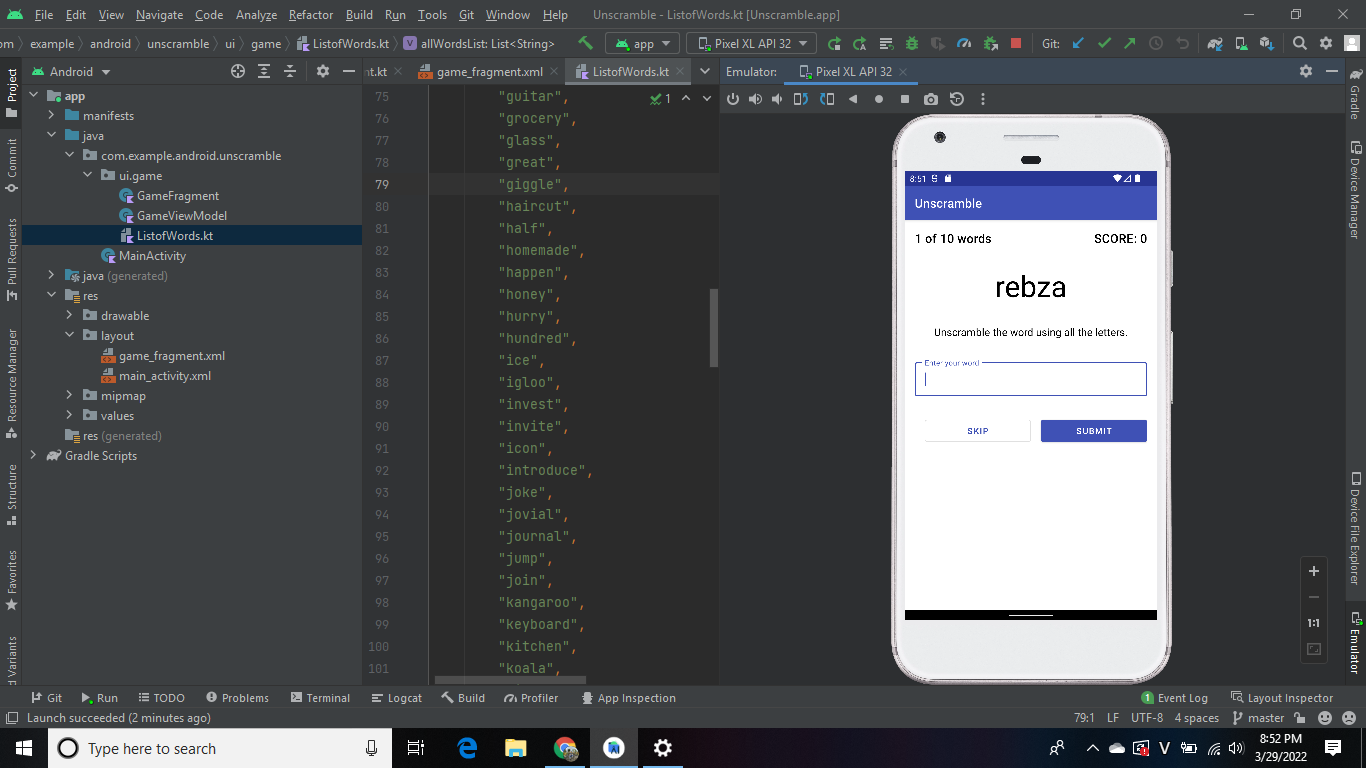 File Edit View Navigate Code Analyze Refactor Build Run Tools Git Window Help Unscramble - ListofWords.kt [Unscramble.app]
om example android unscramble ui game ListofWords.kt allWordsList: List<String> app Pixel XL API 32 Git:
Android
nt.kt game_fragment.xml ListofWords.kt
Emulator: Pixel XL API 32
Project
Commit
Pull Requests
Resource Manager
Structure
Favorites
d Variants
app
manifests
java
com.example.android.unscramble
ui.game
GameFragment
GameViewModel
ListofWords.kt
MainActivity
java (generated)
res
drawable
layout
game_fragment.xml
main_activity.xml
mipmap
values
res (generated)
Gradle Scripts
1
75 "guitar",
76 "grocery",
77 "glass",
78 "great",
79 "giggle",
80 "haircut",
81 "half",
82 "homemade",
83 "happen",
84 "honey",
85 "hurry",
86 "hundred",
87 "ice",
88 "igloo",
89 "invest",
90 "invite",
91 "icon",
92 "introduce",
93 "joke",
94 "jovial",
95 "journal",
96 "jump",
97 "join",
98 "kangaroo",
99 "keyboard",
100 "kitchen",
101 "koala",
8:51
Unscramble
1 of 10 words SCORE: 0
rebza
Unscramble the word using all the letters.
Enter your word
SKIP SUBMIT
1:1
Gradle
Device Manager
Device File Explorer
Emulator
Git Run TODO Problems Terminal Logcat Build Profiler App Inspection 1 Event Log Layout Inspector
Launch succeeded (2 minutes ago) 79:1 LF UTF-8 4 spaces master
Type here to search
8:52 PM
3/29/2022